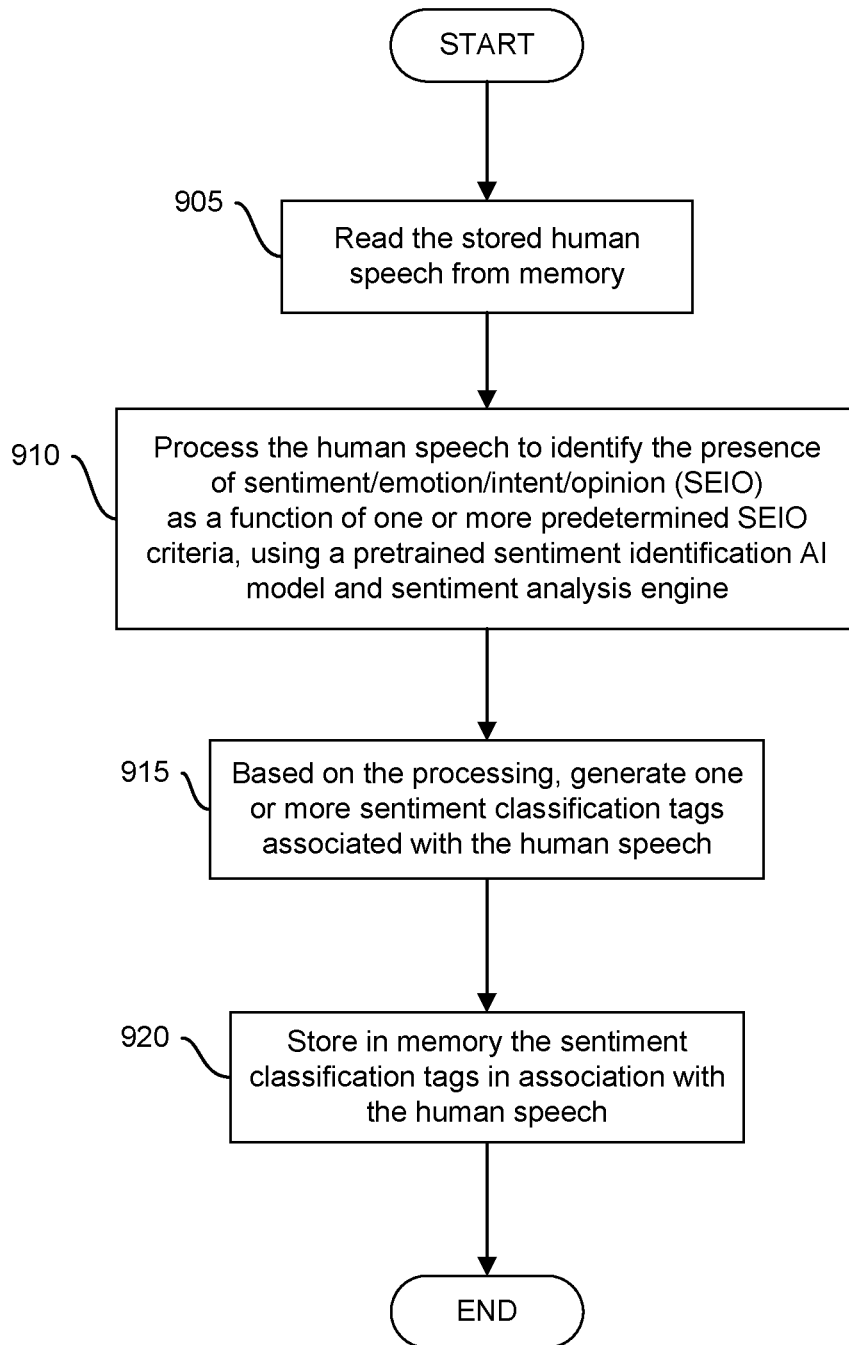 START
905
Read the stored human
speech from memory
910
Process the human speech to identify the presence
of sentiment/emotion/intent/opinion (SEIO)
as a function of one or more predetermined SEIO
criteria, using a pretrained sentiment identification AI
model and sentiment analysis engine
915
Based on the processing, generate one
or more sentiment classification tags
associated with the human speech
920
Store in memory the sentiment
classification tags in association with
the human speech
END